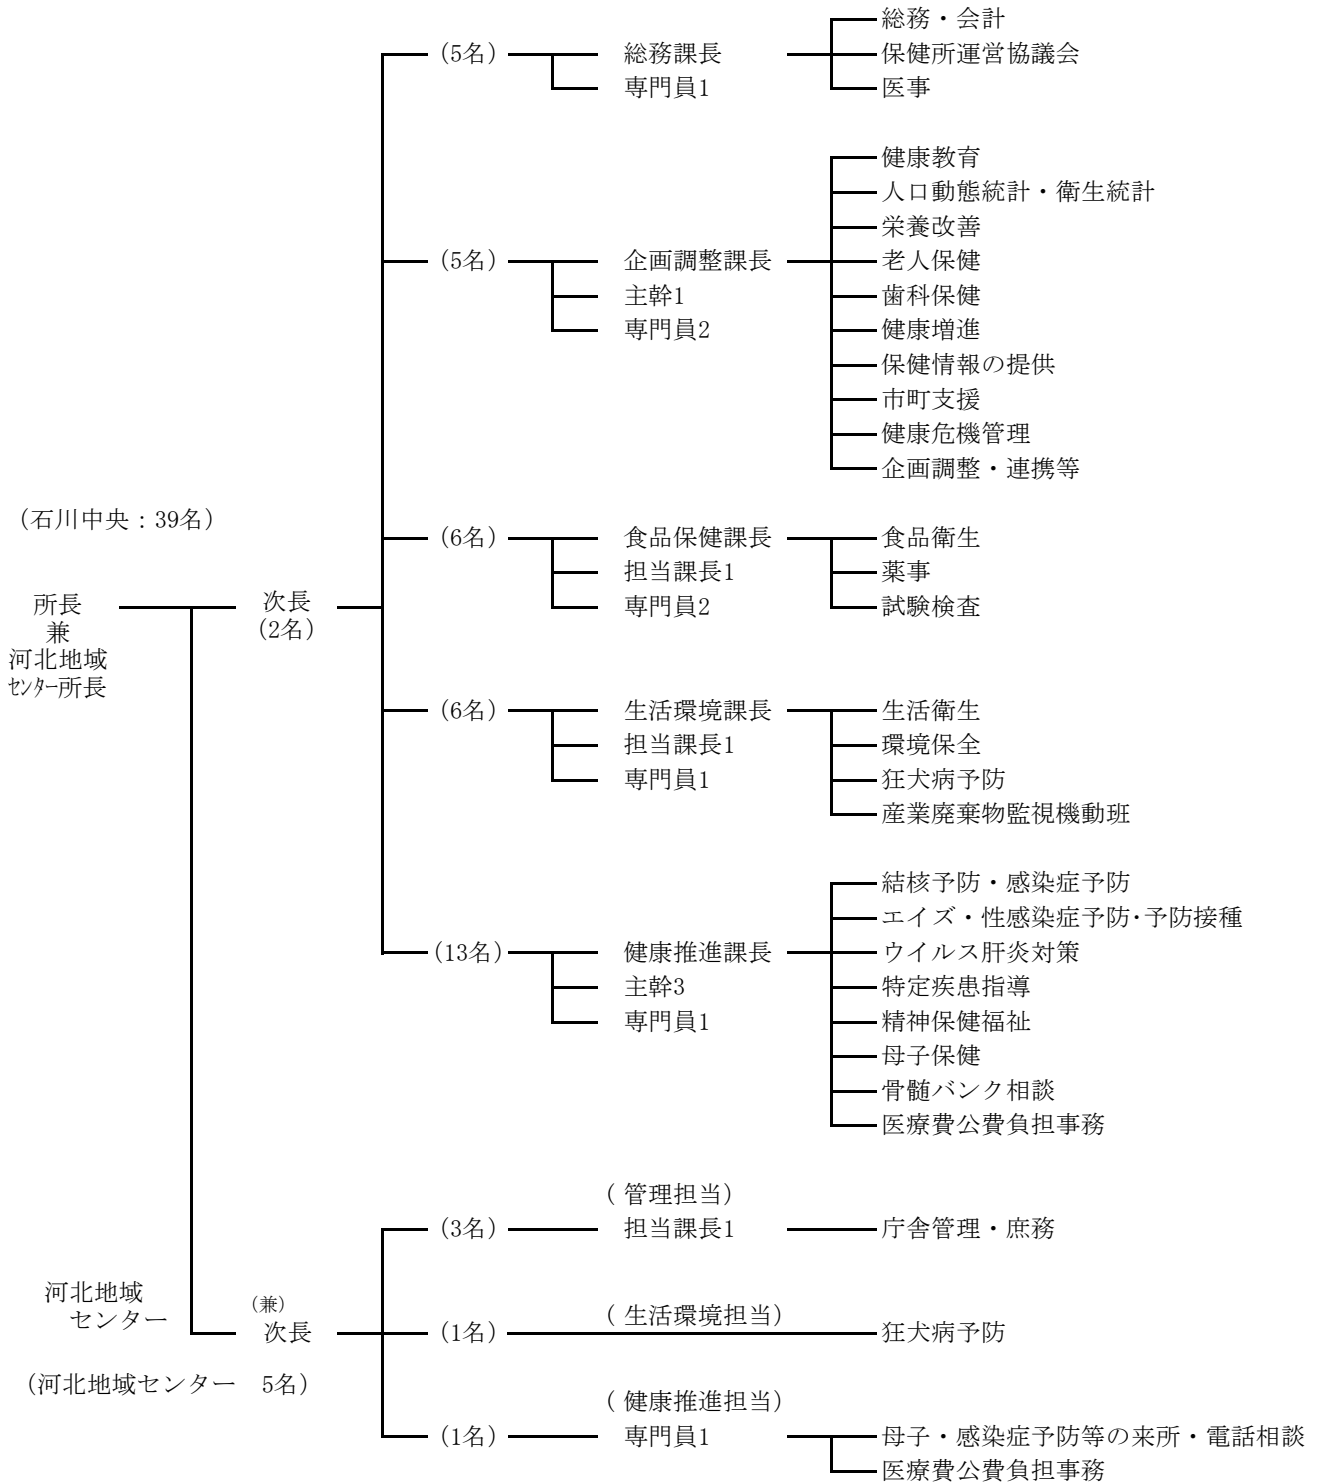 総務・会計
(5名) 総務課長 保健所運営協議会
専門員1 医事
健康教育
人口動態統計・衛生統計
栄養改善
(5名) 企画調整課長 老人保健
主幹1 歯科保健
専門員2 健康増進
保健情報の提供
市町支援
健康危機管理
企画調整・連携等
(石川中央：39名)
(6名) 食品保健課長 食品衛生
担当課長1 薬事
専門員2 試験検査
所長
兼
河北地域
センター所長
次長
(2名)
(6名) 生活環境課長 生活衛生
担当課長1 環境保全
専門員1 狂犬病予防
産業廃棄物監視機動班
結核予防・感染症予防
エイズ・性感染症予防・予防接種
(13名) 健康推進課長 ウイルス肝炎対策
主幹3 特定疾患指導
専門員1 精神保健福祉
母子保健
骨髄バンク相談
医療費公費負担事務
( 管理担当)
(3名) 担当課長1 庁舎管理・庶務
河北地域
センター
(兼)
次長
( 生活環境担当)
(1名) 狂犬病予防
(河北地域センター 5名)
( 健康推進担当)
(1名) 専門員1 母子・感染症予防等の来所・電話相談
医療費公費負担事務